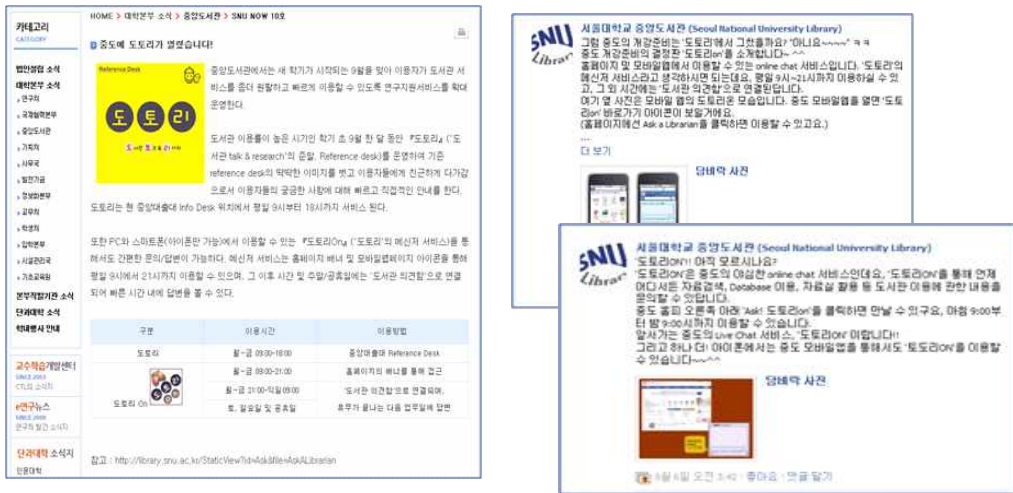 카테고리
CATEGORY
법인설립 소식
대학본부 소식
› 연구처
› 국제협력본부
› 중앙도서관
› 기획처
› 사무국
› 발전기금
› 정보화본부
› 교무처
› 학생처
› 입학본부
› 시설관리국
› 기초교육원
본부직할기관 소식
단과대학 소식
학내행사 안내
교수학습개발센터
SINCE 2003
CTL의 소식지
e연구뉴스
SINCE 2008
연구처 발간 소식지
단과대학 소식지
인문대학
HOME > 대학본부 소식 > 중앙도서관 > SNU NOW 10호
중도에 도토리가 열렸습니다!
Reference Desk
도토리
중앙도서관에서는 새 학기가 시작되는 9월을 맞아 이용자가 도서관 서
비스를 좀더 원활하고 빠르게 이용할 수 있도록 연구지원서비스를 확대
운영한다.
도서관 이용률이 높은 시기인 학기 초 9월 한 달 동안 『도토리』 ('도
서관 talk & research'의 준말, Reference desk)를 운영하여 기존
reference desk의 딱딱한 이미지를 벗고 이용자들에게 친근하게 다가감
으로서 이용자들의 궁금한 사항에 대해 빠르고 직접적인 안내를 한다.
도토리는 현 중앙대출대 Info Desk 위치에서 평일 9시부터 18시까지 서비스 된다.
또한 PC와 스마트폰(아이폰만 가능)에서 이용할 수 있는 『도토리On』 ('도토리'의 메신저 서비스)를 통
해서도 간편한 문의/답변이 가능하다. 메신저 서비스는 홈페이지 배너 및 모바일웹페이지 아이콘을 통해
평일 9시에서 21시까지 이용할 수 있으며, 그 이후 시간 및 주말/공휴일에는 '도서관 의견함'으로 연결
되어 빠른 시간 내에 답변을 볼 수 있다.
구분 이용시간 이용방법
도토리 월~금 09:00-18:00 중앙대출대 Reference Desk
도토리 On 월~금 09:00-21:00 홈페이지의 배너를 통해 접근
월~금 21:00-익일09:00 '도서관 의견함'으로 연결되며,
토, 일요일 및 공휴일 휴무가 끝나는 다음 업무일에 답변
참고 : http://library.snu.ac.kr/StaticView?id=Ask&file=AskALibrarian
SNU
Librar
서울대학교 중앙도서관 (Seoul National University Library)
그럼 중도의 개강준비는 '도토리'에서 그쳤을까요? "아니요~~~~" ㅋㅋ
중도 개강준비의 결정판 '도토리on'을 소개합니다~ ^^
홈페이지 및 모바일웹에서 이용할 수 있는 online chat 서비스입니다. '도토리'의
메신저 서비스라고 생각하시면 되는데요, 평일 9시~21시까지 이용하실 수 있
고, 그 외 시간에는 '도서관 의견함'으로 연결된답니다.
여기 옆 사진은 모바일 웹의 도토리온 모습입니다. 중도 모바일웹을 열면 '도토
리on' 바로가기 아이콘이 보일거에요.
(홈페이지에선 Ask a Librarian을 클릭하면 이용할 수 있고요.)
...
더 보기
담벼락 사진
SNU
Librar
서울대학교 중앙도서관 (Seoul National University Library)
'도토리ON'!! 아직 모르시나요?
'도토리ON'은 중도의 야심찬 online chat 서비스인데요, '도토리ON'을 통해 언제
어디서든 자료검색, Database 이용, 자료실 활용 등 도서관 이용에 관한 내용을
문의할 수 있답니다.
중도 홈피 오른쪽 아래 'Ask! 도토리on'을 클릭하면 만날 수 있구요, 아침 9:00부
터 밤 9:00시까지 이용할 수 있습니다.
앞서가는 중도의 Live Chat 서비스, '도토리ON' 이랍니다!!
그리고 하나 더! 아이폰에서는 중도 모바일앱을 통해서도 '도토리ON'을 이용할
수 있습니다~~^^
담벼락 사진
9월 6일 오전 3:42 · 좋아요 · 댓글 달기